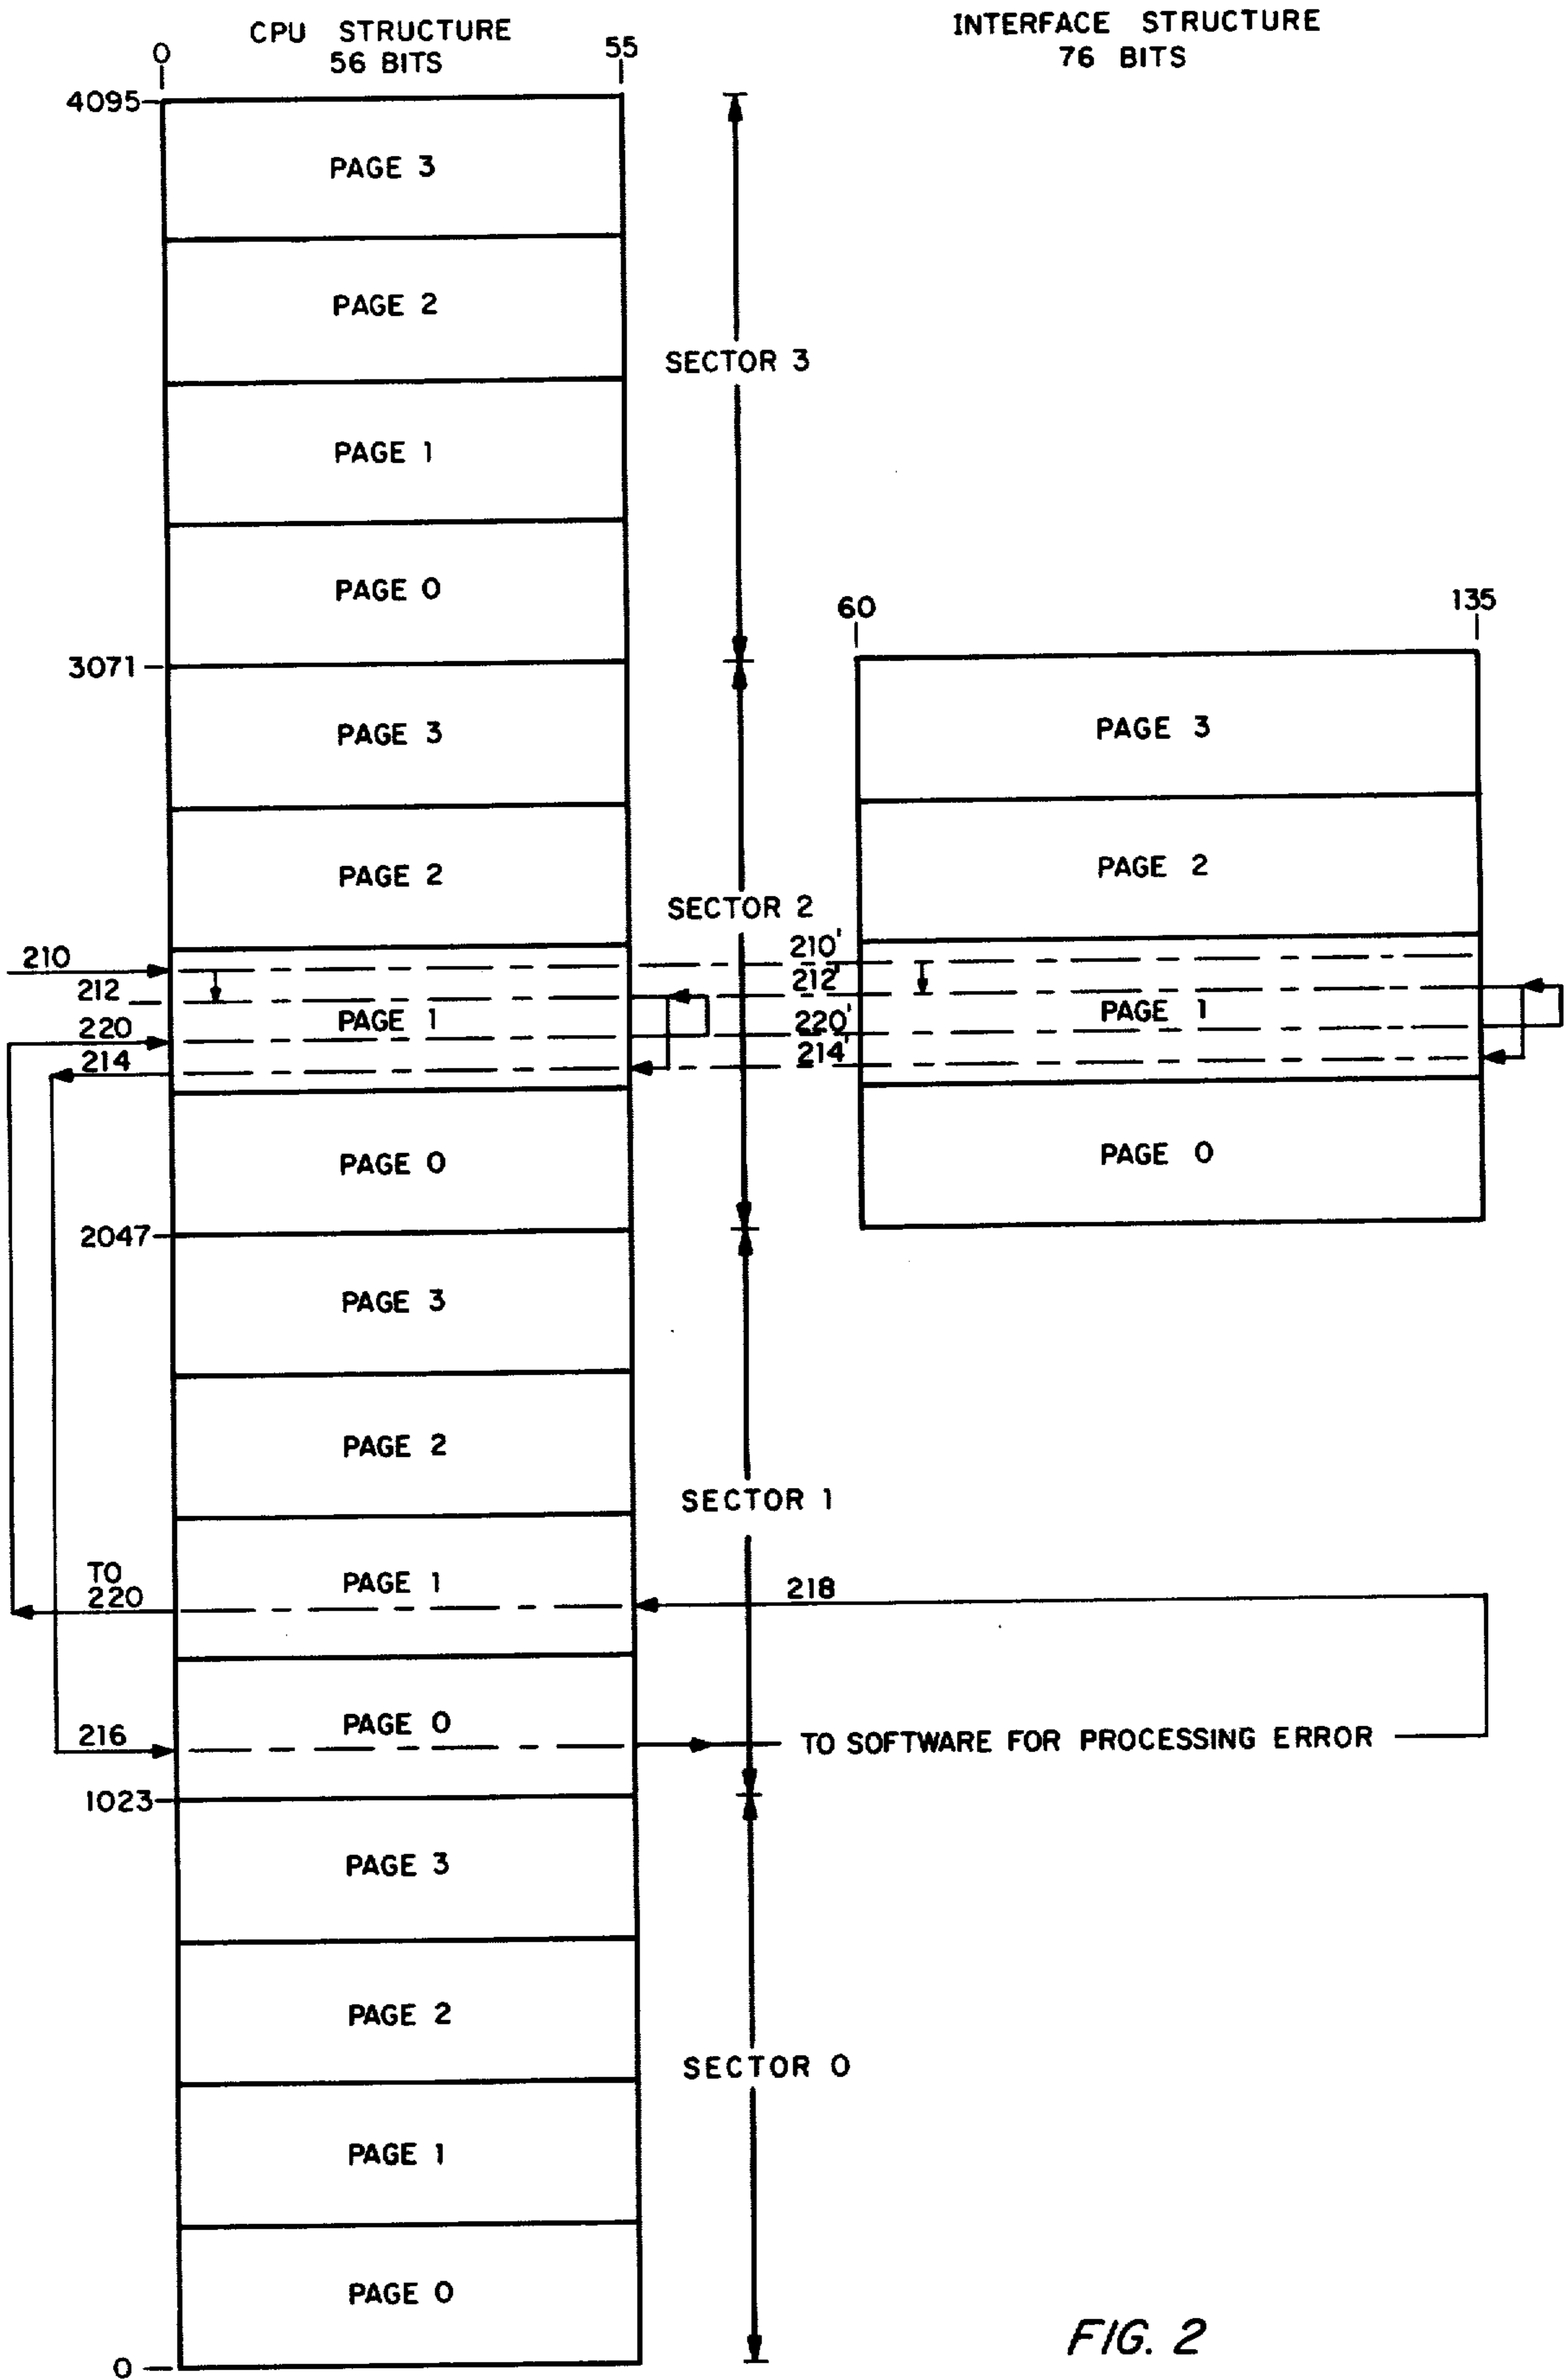 CPU STRUCTURE
56 BITS
INTERFACE STRUCTURE
76 BITS
0
55
4095
PAGE 3
PAGE 2
SECTOR 3
PAGE 1
PAGE 0
60
135
3071
PAGE 3
PAGE 3
PAGE 2
PAGE 2
SECTOR 2
210
210'
212
212'
PAGE 1
PAGE 1
220
220'
214
214'
PAGE 0
PAGE 0
2047
PAGE 3
PAGE 2
SECTOR 1
TO
220
PAGE 1
218
216
PAGE 0
TO SOFTWARE FOR PROCESSING ERROR
1023
PAGE 3
PAGE 2
SECTOR 0
PAGE 1
PAGE 0
0
FIG. 2